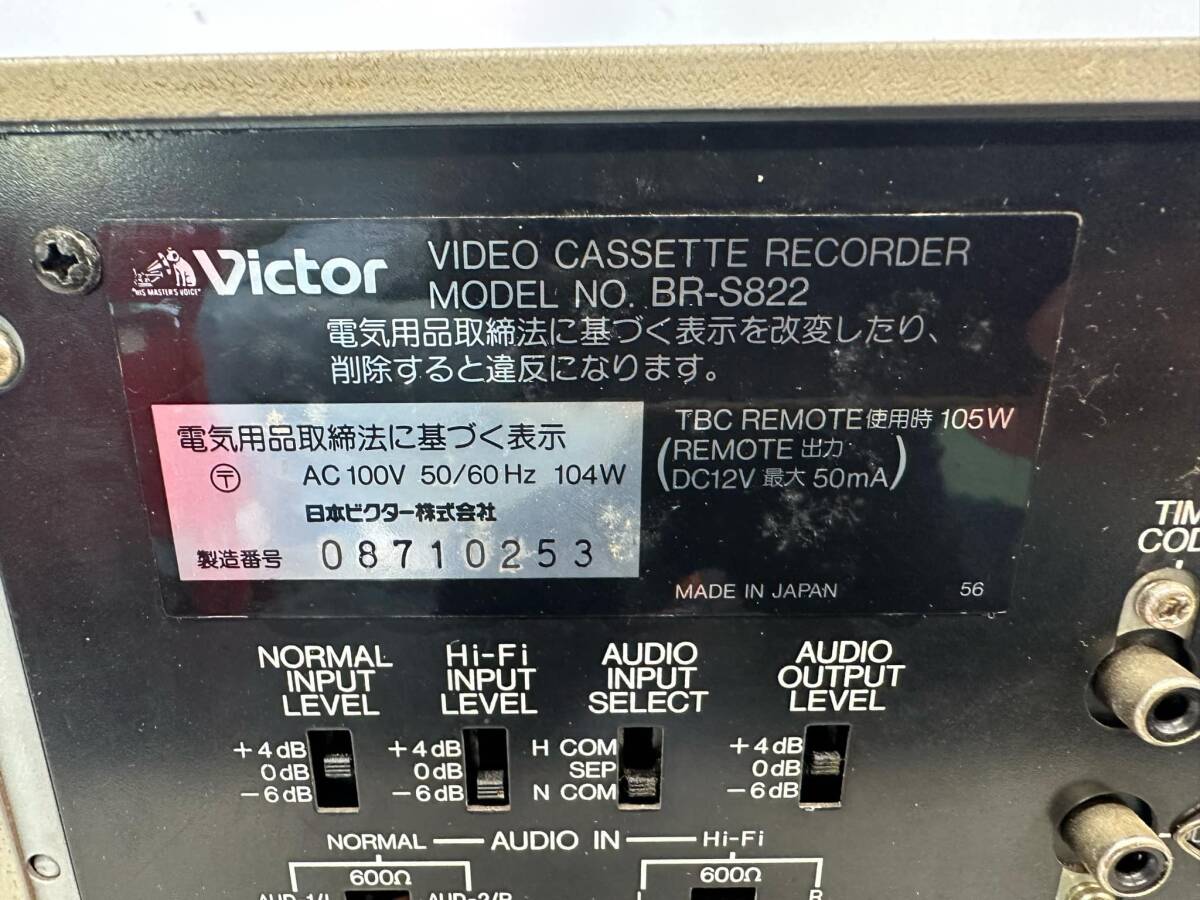 "HIS MASTER'S VOICE"
Victor
VIDEO CASSETTE RECORDER
MODEL NO. BR-S822
電気用品取締法に基づく表示を改変したり、
削除すると違反になります。
電気用品取締法に基づく表示
〒 AC 100V 50/60 Hz 104W
日本ビクター株式会社
製造番号 08710253
TBC REMOTE 使用時 105W
(REMOTE 出力
DC12V 最大 50mA)
MADE IN JAPAN 56
TIM
COD
NORMAL
INPUT
LEVEL
+4dB
0dB
-6dB
Hi-Fi
INPUT
LEVEL
+4dB
0dB
-6dB
AUDIO
INPUT
SELECT
H COM
SEP
N COM
AUDIO
OUTPUT
LEVEL
+4dB
0dB
-6dB
NORMAL — AUDIO IN — Hi-Fi
600Ω 600Ω
AUD-1/L AUD-2/R L R